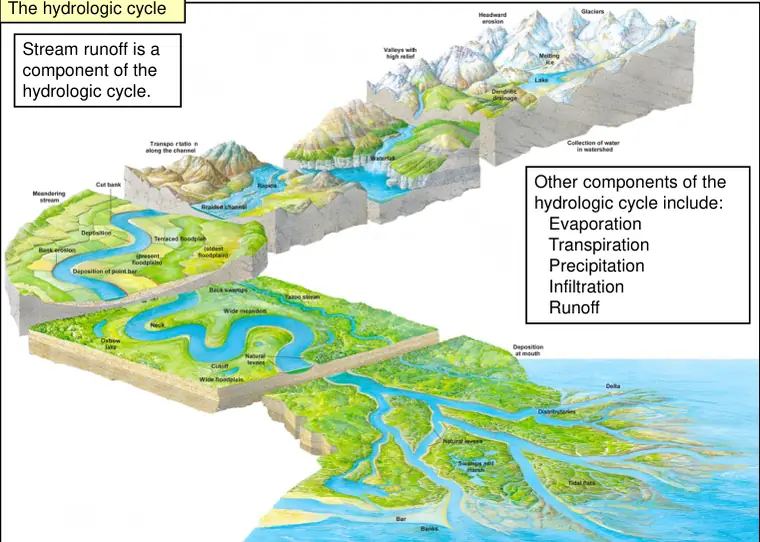 The hydrologic cycle
Stream runoff is a
component of the
hydrologic cycle.
Headward
erosion
Glaciers
Valleys with
high relief
Melting
ice
Lake
Dendritic
drainage
Collection of water
in watershed
Transportation
along the channel
Waterfall
Rapids
Braided channel
Other components of the
hydrologic cycle include:
Evaporation
Transpiration
Precipitation
Infiltration
Runoff
Cut bank
Meandering
stream
Deposition
Terraced floodplain
Bank erosion
(present
floodplain)
(oldest
floodplain)
Deposition of point bar
Back swamps
Yazoo stream
Wide meanders
Neck
Oxbow
lake
Natural
levees
Cutoff
Wide floodplain
Deposition
at mouth
Delta
Distributaries
Natural levees
Swamps and
marsh
Tidal flats
Bar
Banks